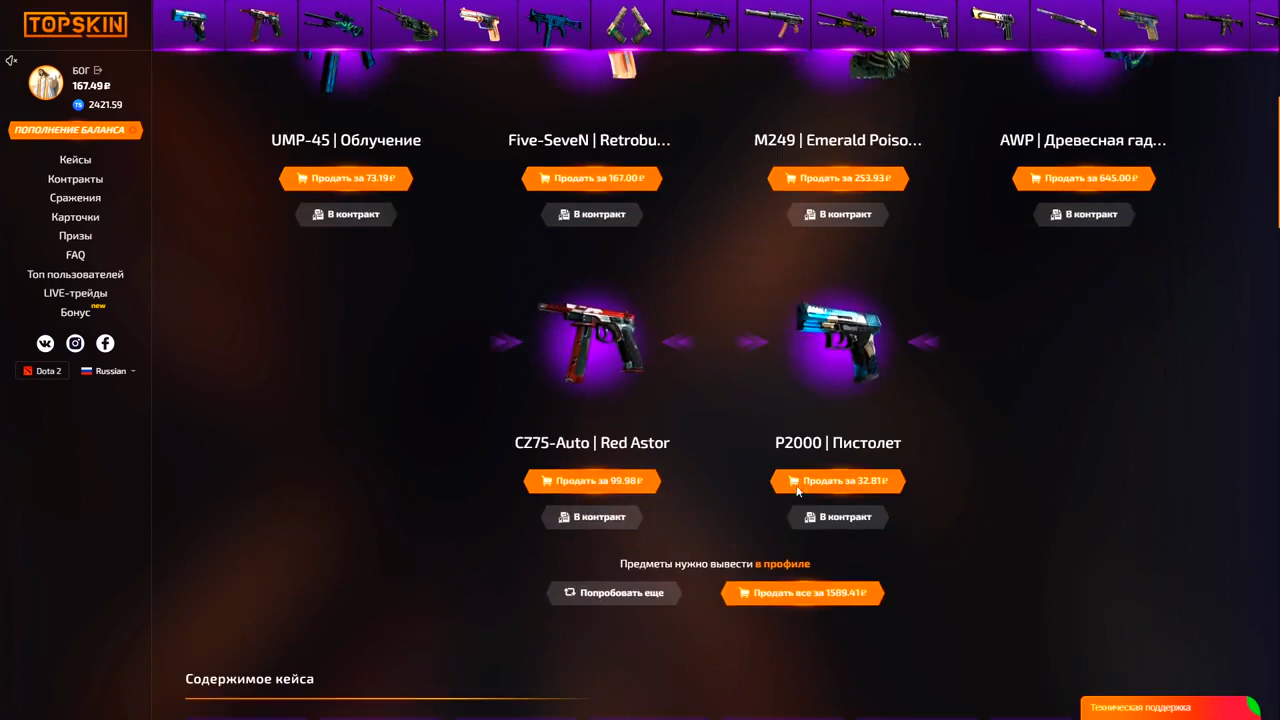 TOPSKIN
БОГ
167.49₽
TS 2421.59
ПОПОЛНЕНИЕ БАЛАНСА
Кейсы
Контракты
Сражения
Карточки
Призы
FAQ
Топ пользователей
LIVE-трейды
new
Бонус
Dota 2
Russian
UMP-45 | Облучение
Five-SeveN | Retrobu...
M249 | Emerald Poiso...
AWP | Древесная гад...
Продать за 73.19₽
Продать за 167.00₽
Продать за 253.93₽
Продать за 645.00₽
В контракт
В контракт
В контракт
В контракт
CZ75-Auto | Red Astor
P2000 | Пистолет
Продать за 99.98₽
Продать за 32.81₽
В контракт
В контракт
Предметы нужно вывести в профиле
Попробовать еще
Продать все за 1589.41₽
Содержимое кейса
Техническая поддержка